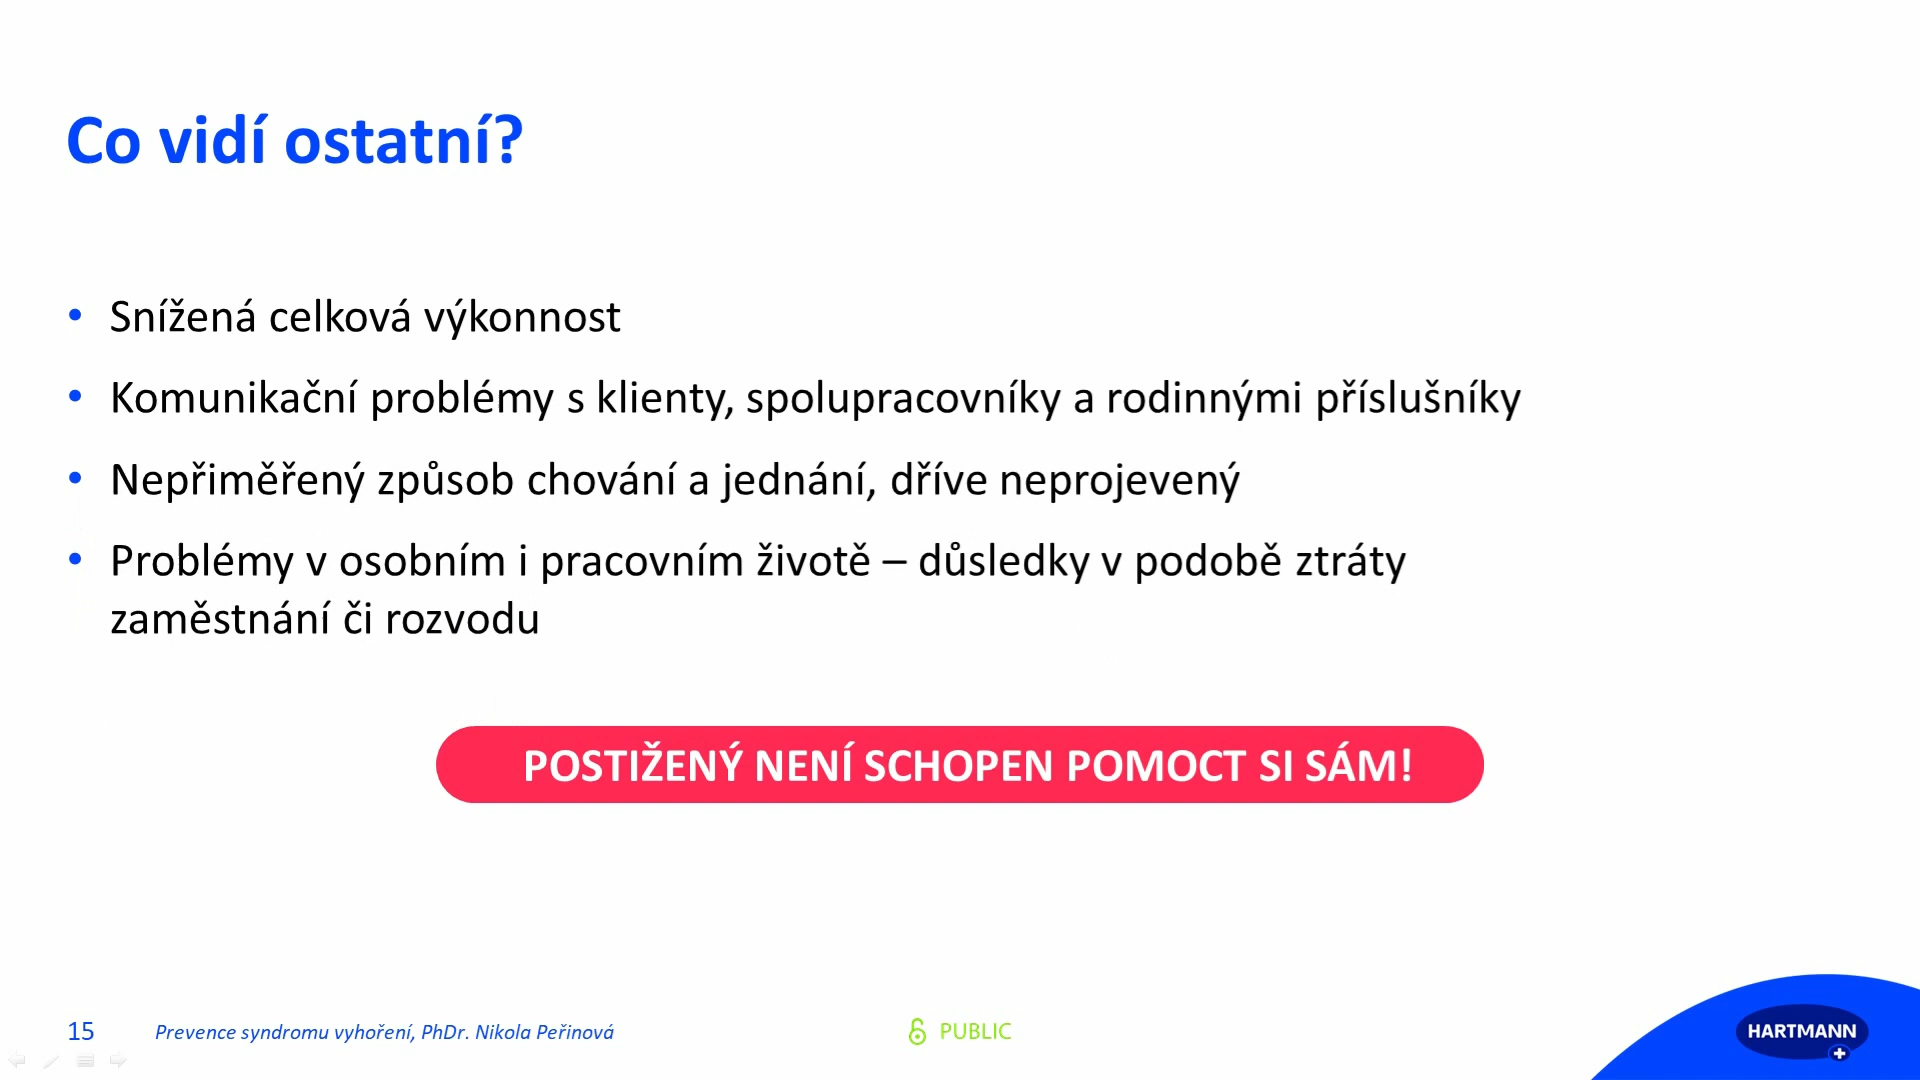 Co vidí ostatní?
• Snížená celková výkonnost
• Komunikační problémy s klienty, spolupracovníky a rodinnými příslušníky
• Nepřiměřený způsob chování a jednání, dříve neprojevený
• Problémy v osobním i pracovním životě – důsledky v podobě ztráty
zaměstnání či rozvodu
POSTIŽENÝ NENÍ SCHOPEN POMOCT SI SÁM!
15 Prevence syndromu vyhoření, PhDr. Nikola Peřinová
PUBLIC
HARTMANN